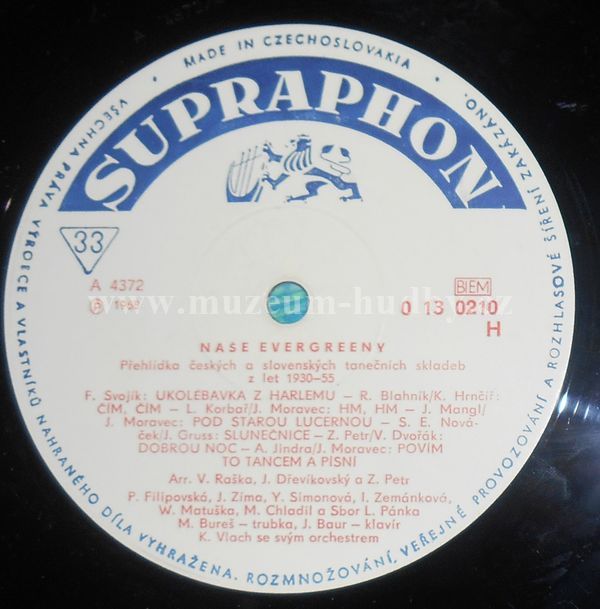 • MADE IN CZECHOSLOVAKIA •
SUPRAPHON
33
A 4372
BIEM
0 13 0210
H
www.muzeum-hudby.cz
NAŠE EVERGREENY
Přehlídka českých a slovenských tanečních skladeb
z let 1930–55
F. Svojík: UKOLÉBAVKA Z HARLEMU – R. Blahník/K. Hrnčíř:
ČÍM, ČÍM – L. Korbař/J. Moravec: HM, HM – J. Mangl/
J. Moravec: POD STAROU LUCERNOU – S. E. Nová-
ček/J. Gruss: SLUNEČNICE – Z. Petr/V. Dvořák:
DOBROU NOC – A. Jindra/J. Moravec: POVÍM
TO TANCEM A PÍSNÍ
Arr. V. Raška, J. Dřevíkovský a Z. Petr
P. Filipovská, J. Zíma, Y. Simonová, I. Zemánková,
W. Matuška, M. Chladil a Sbor L. Pánka
M. Bureš – trubka, J. Baur – klavír
K. Vlach se svým orchestrem
VŠECHNA PRÁVA VÝROBCE A VLASTNÍKŮ NAHRANÉHO DÍLA VYHRAŽENA. ROZMNOŽOVÁNÍ, VEŘEJNÉ PROVOZOVÁNÍ A ROZHLASOVÉ ŠÍŘENÍ ZAKÁZÁNO.